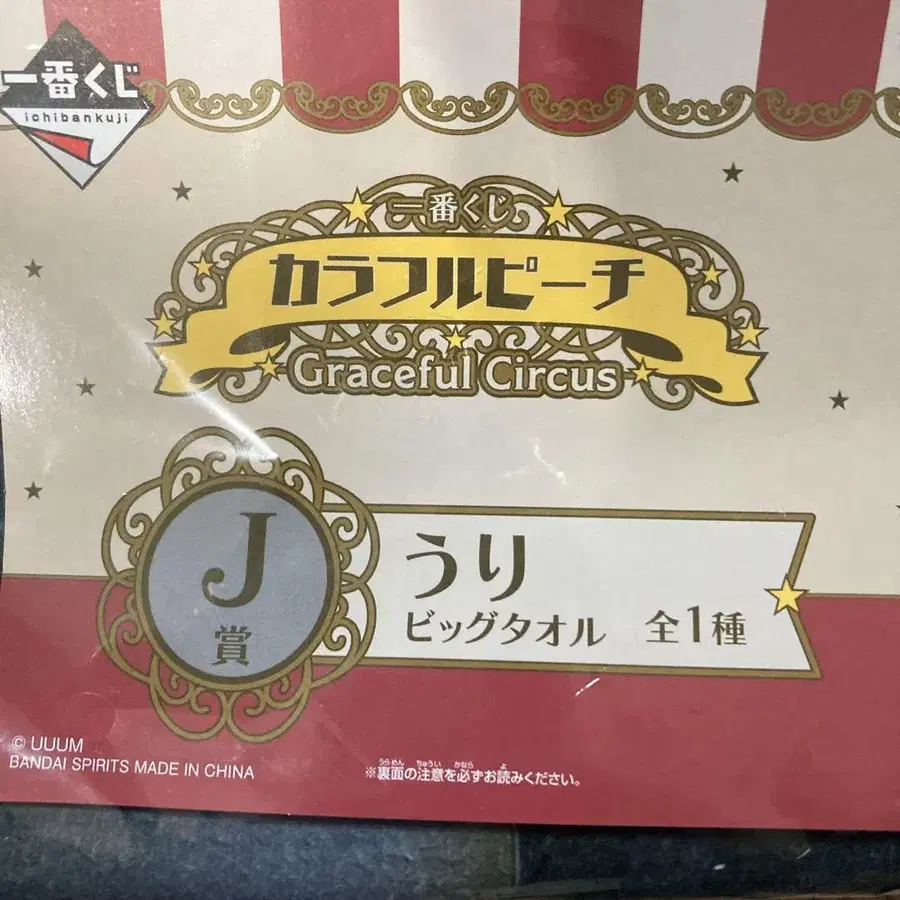 一番くじ
ichibankuji
一番くじ
カラフルピーチ
Graceful Circus
J
賞
うり
ビッグタオル 全1種
© UUUM
BANDAI SPIRITS MADE IN CHINA
※裏面の注意を必ずお読みください。